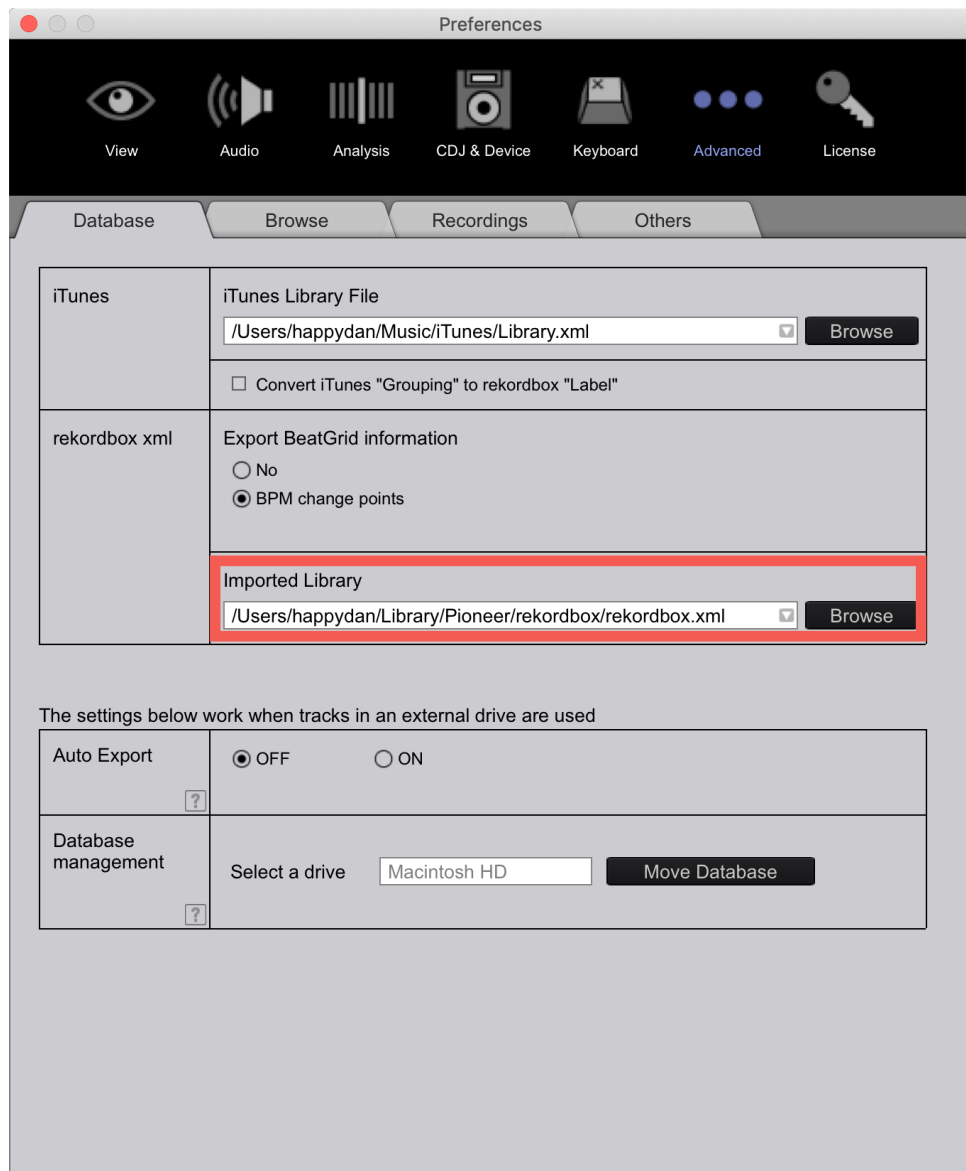 Preferences
View
Audio
Analysis
CDJ & Device
Keyboard
Advanced
License
Database
Browse
Recordings
Others
iTunes
iTunes Library File
/Users/happydan/Music/iTunes/Library.xml
Browse
Convert iTunes "Grouping" to rekordbox "Label"
rekordbox xml
Export BeatGrid information
No
BPM change points
Imported Library
/Users/happydan/Library/Pioneer/rekordbox/rekordbox.xml
Browse
The settings below work when tracks in an external drive are used
Auto Export
OFF
ON
?
Database
management
Select a drive
Macintosh HD
Move Database
?